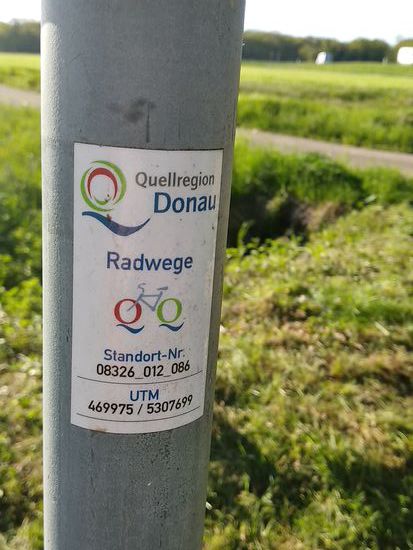 Quellregion
Donau
Radwege
Standort-Nr.
08326_012_086
UTM
469975 / 5307699